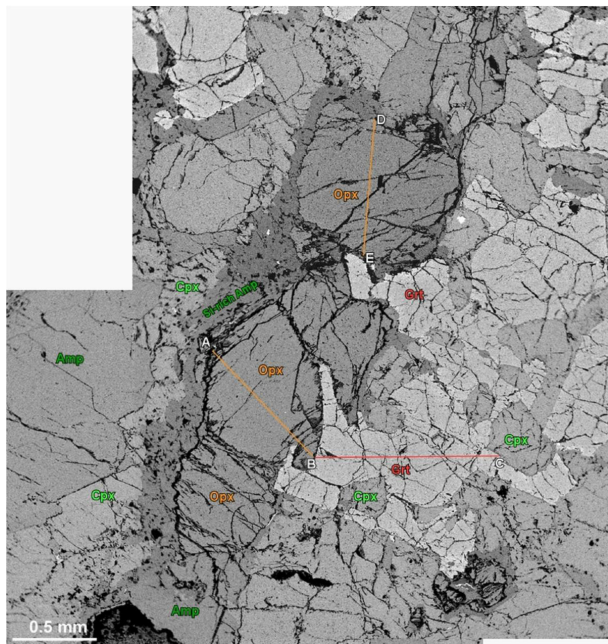 D
Opx
E
Cpx
Grt
Si-rich Amp
A
Amp
Opx
Cpx
B
C
Grt
Cpx
Opx
Cpx
Amp
0.5 mm